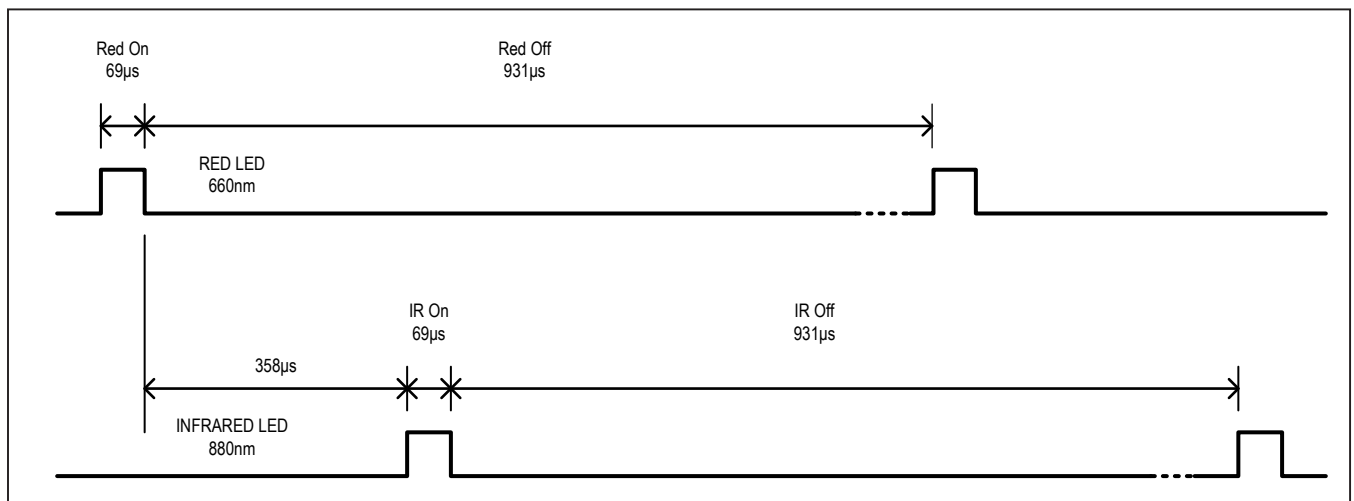 Red On
69µs
Red Off
931µs
RED LED
660nm
IR On
69µs
IR Off
931µs
358µs
INFRARED LED
880nm